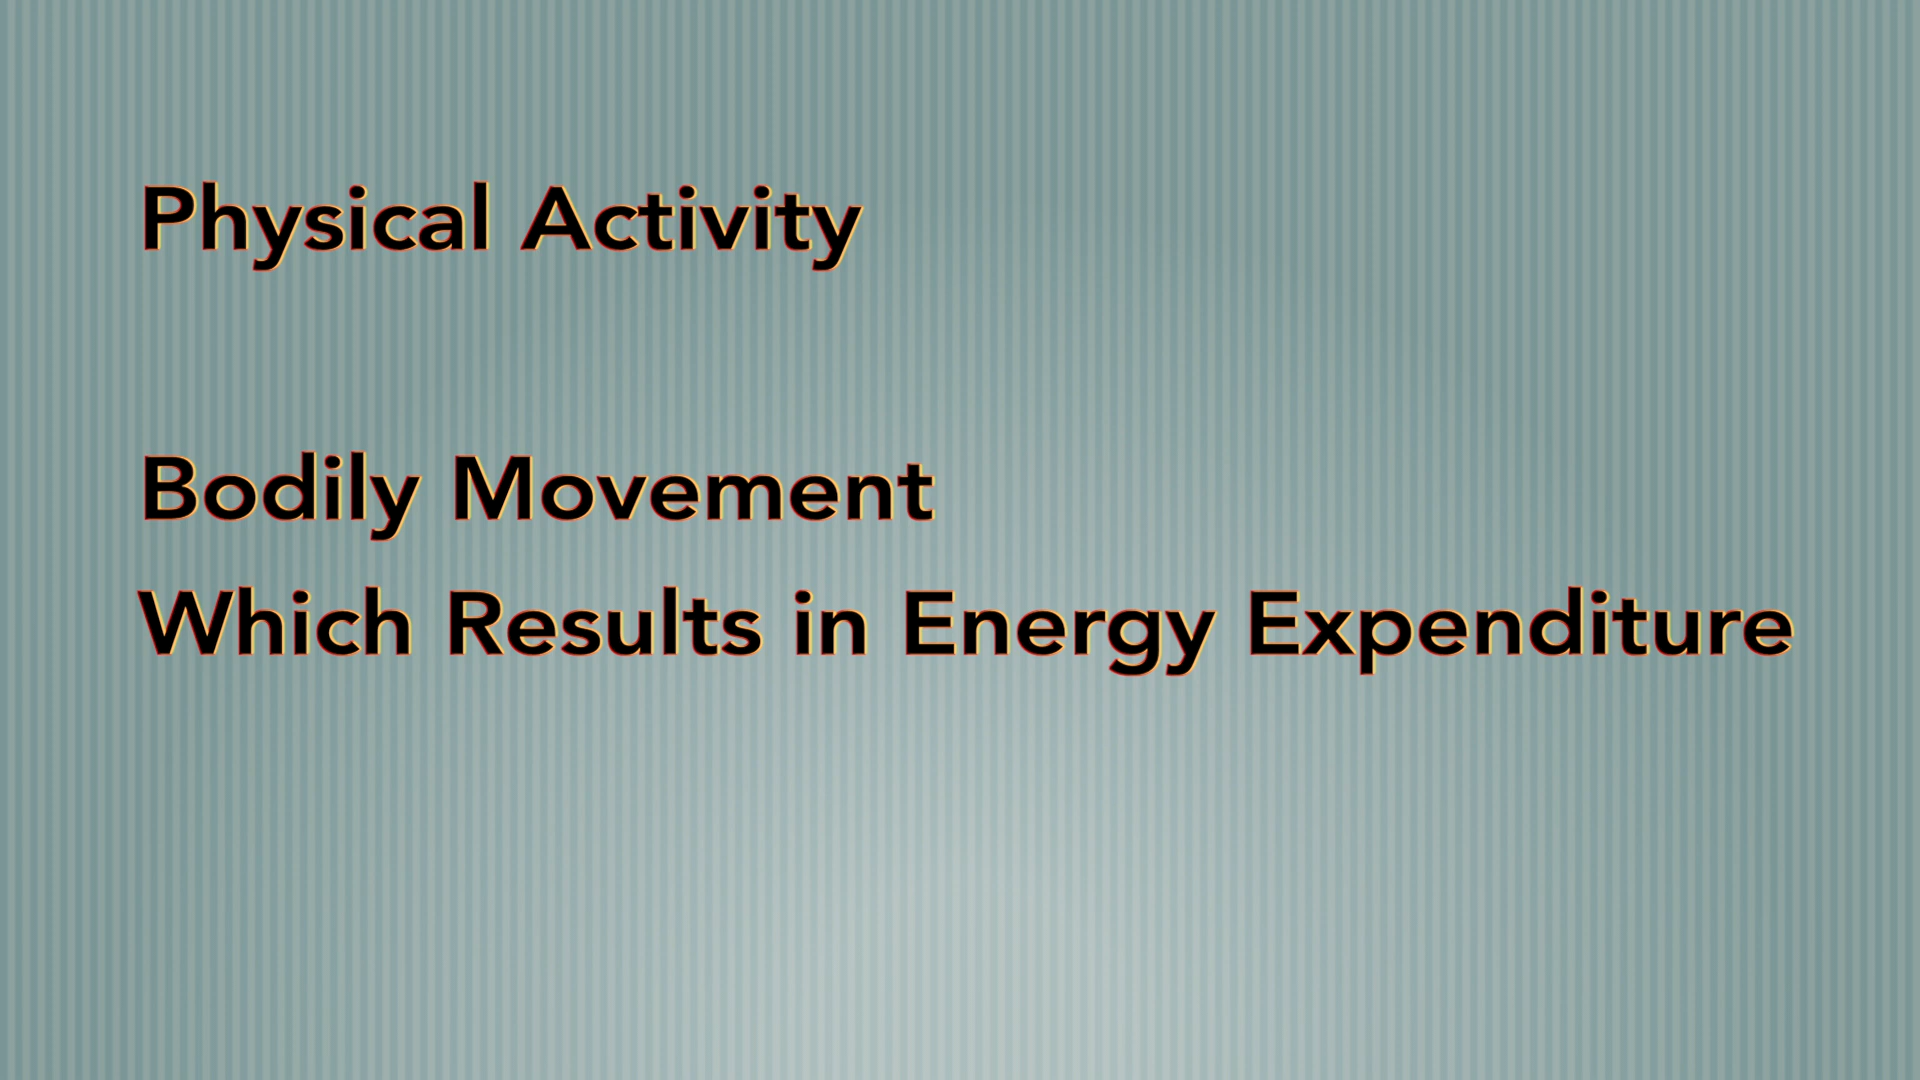 Physical Activity
Bodily Movement
Which Results in Energy Expenditure